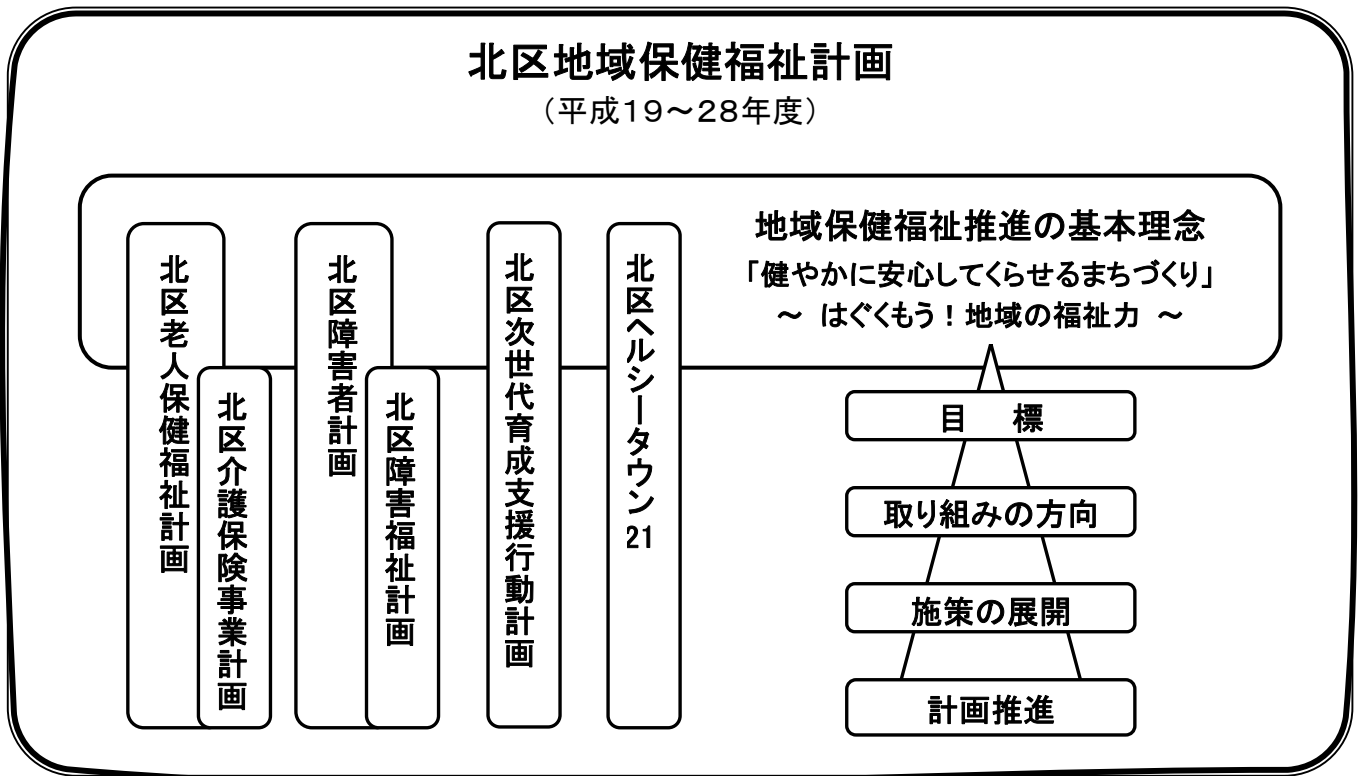 北区地域保健福祉計画
（平成19～28年度）
北区老人保健福祉計画
北区介護保険事業計画
北区障害者計画
北区障害福祉計画
北区次世代育成支援行動計画
北区ヘルシータウン21
地域保健福祉推進の基本理念
「健やかに安心してくらせるまちづくり」
～ はぐくもう！地域の福祉力 ～
目 標
取り組みの方向
施策の展開
計画推進